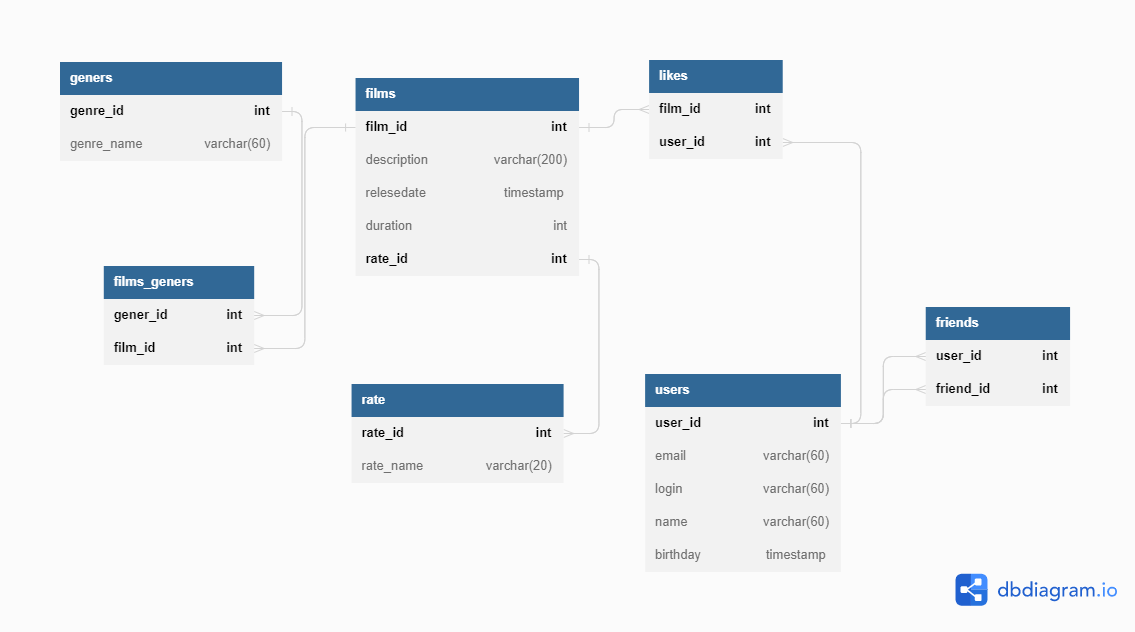 geners
genre_id int
genre_name varchar(60)
films
film_id int
description varchar(200)
relesedate timestamp
duration int
rate_id int
likes
film_id int
user_id int
films_geners
gener_id int
film_id int
rate
rate_id int
rate_name varchar(20)
users
user_id int
email varchar(60)
login varchar(60)
name varchar(60)
birthday timestamp
friends
user_id int
friend_id int
dbdiagram.io